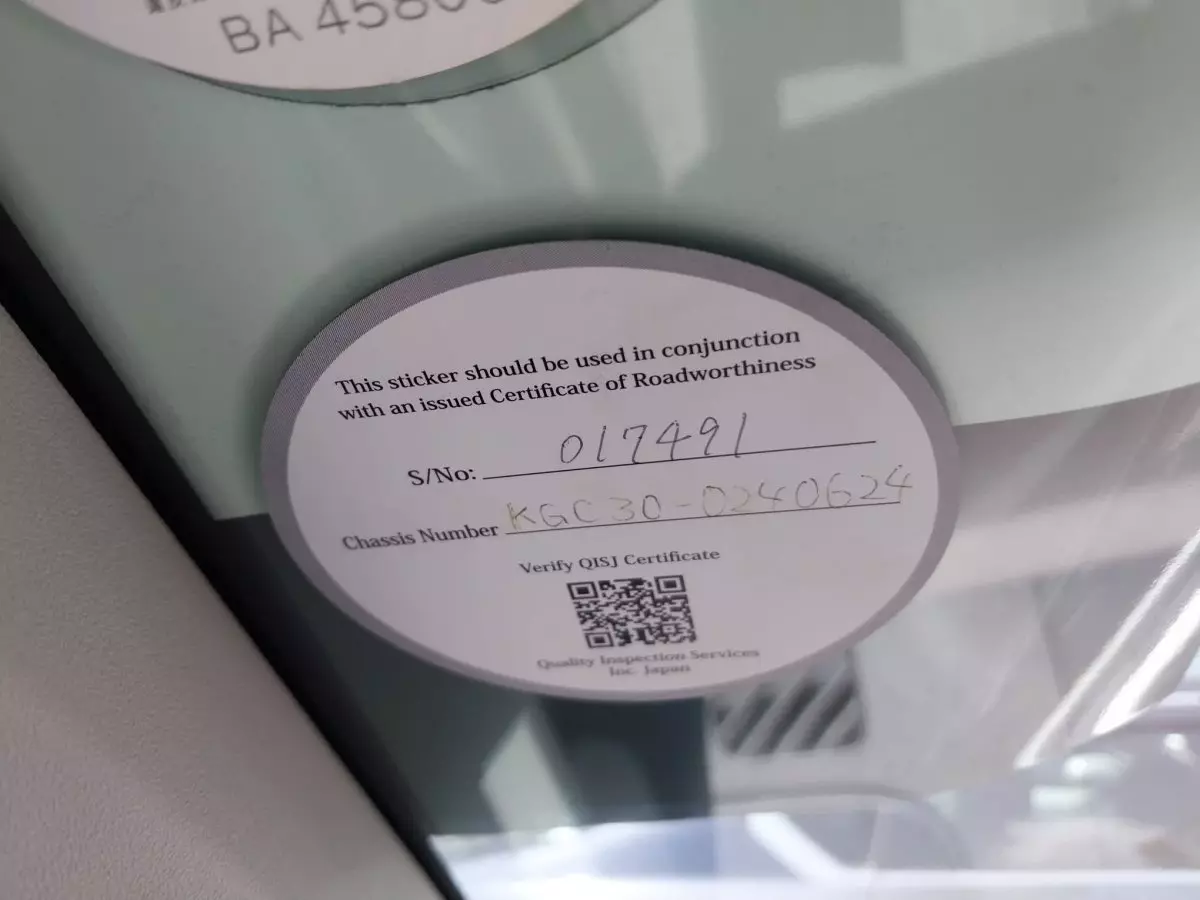 BA 4580
This sticker should be used in conjunction
with an issued Certificate of Roadworthiness
S/No: 017491
Chassis Number KGC30-0240624
Verify QISJ Certificate
Quality Inspection Services
Inc. Japan